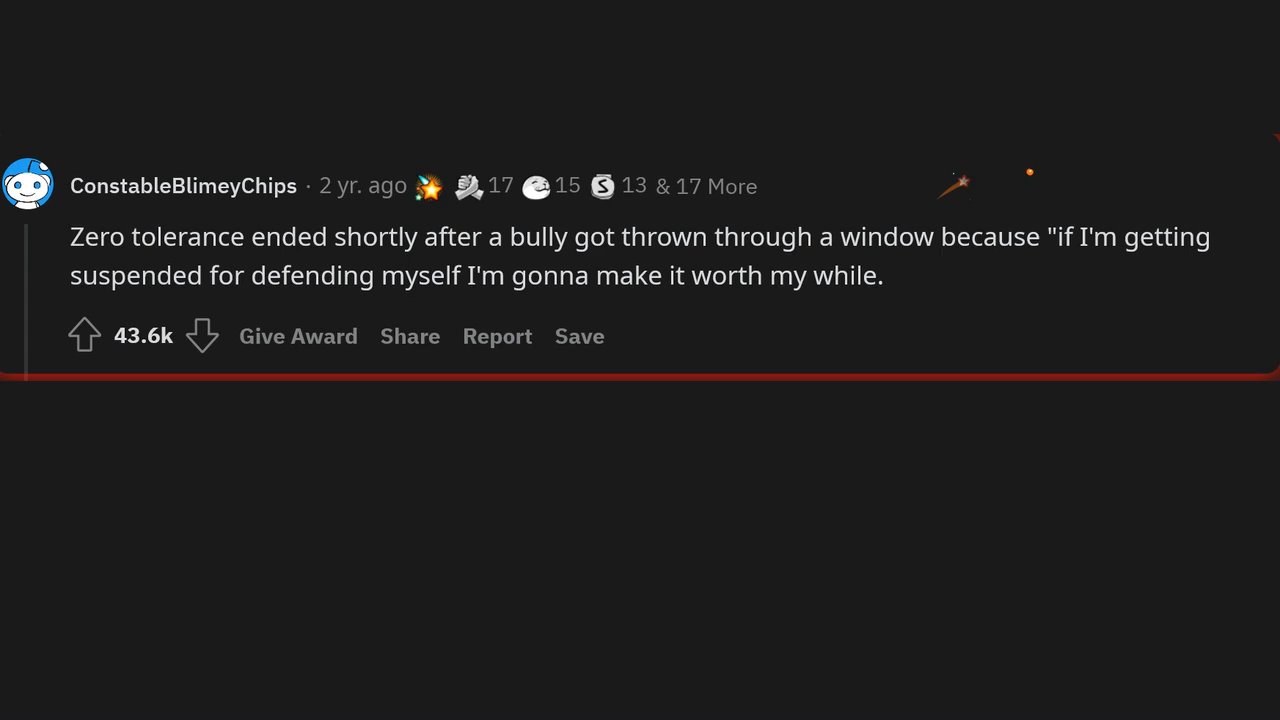 ConstableBlimeyChips · 2 yr. ago 17 15 S 13 & 17 More
Zero tolerance ended shortly after a bully got thrown through a window because "if I'm getting
suspended for defending myself I'm gonna make it worth my while.
43.6k Give Award Share Report Save